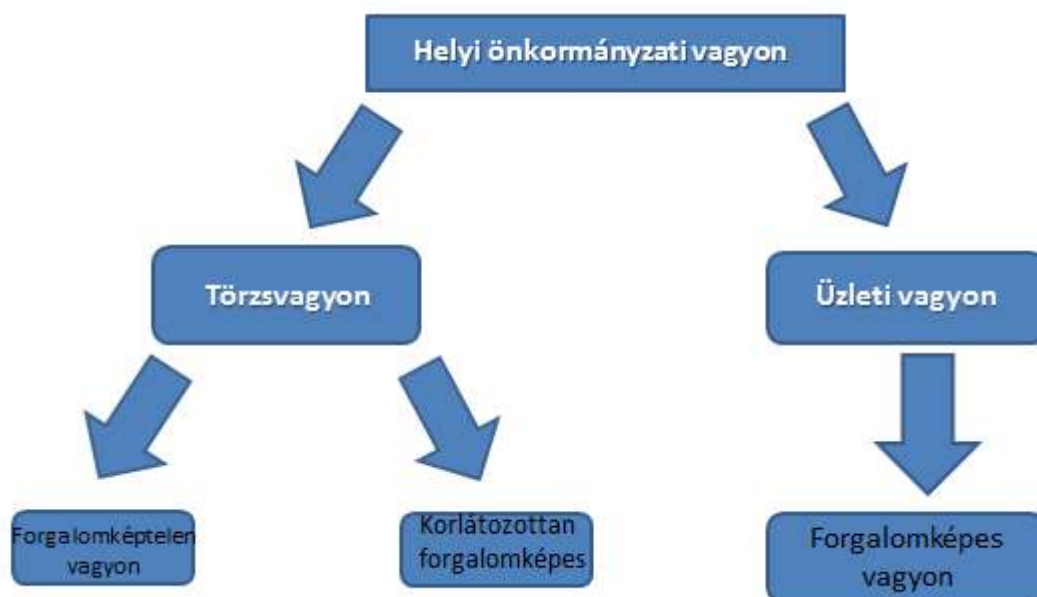 Helyi önkormányzati vagyon
Törzsvagyon
Üzleti vagyon
Forgalomképtelen
vagyon
Korlátozottan
forgalomképes
Forgalomképes
vagyon